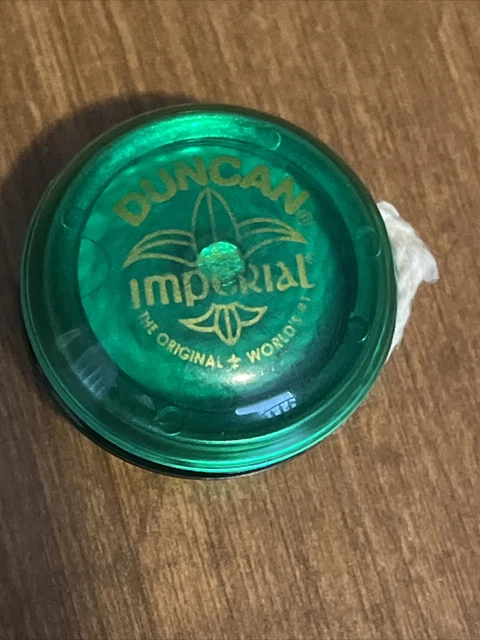 DUNCAN®
Imperial®
THE ORIGINAL ✦ WORLD'S #1